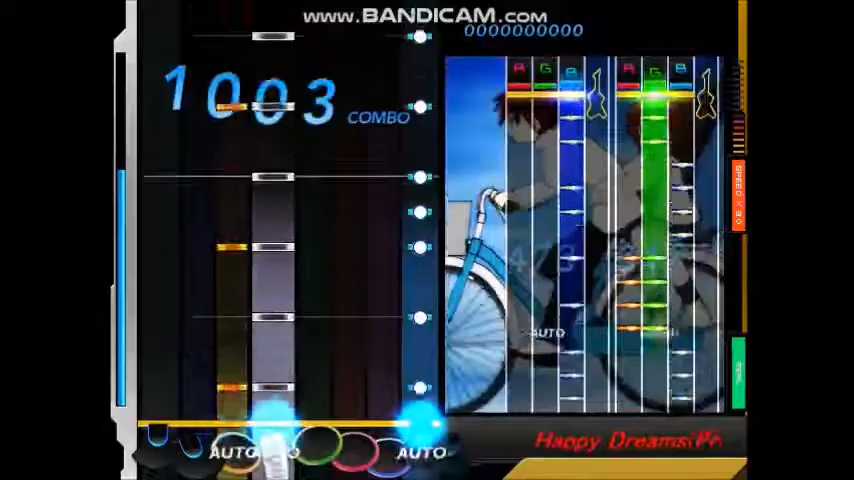 www.BANDICAM.com
0000000000
1003
COMBO
R G B R G B
SPEED X 3.0
AUTO
AUTO AUTO
Happy Dreams!